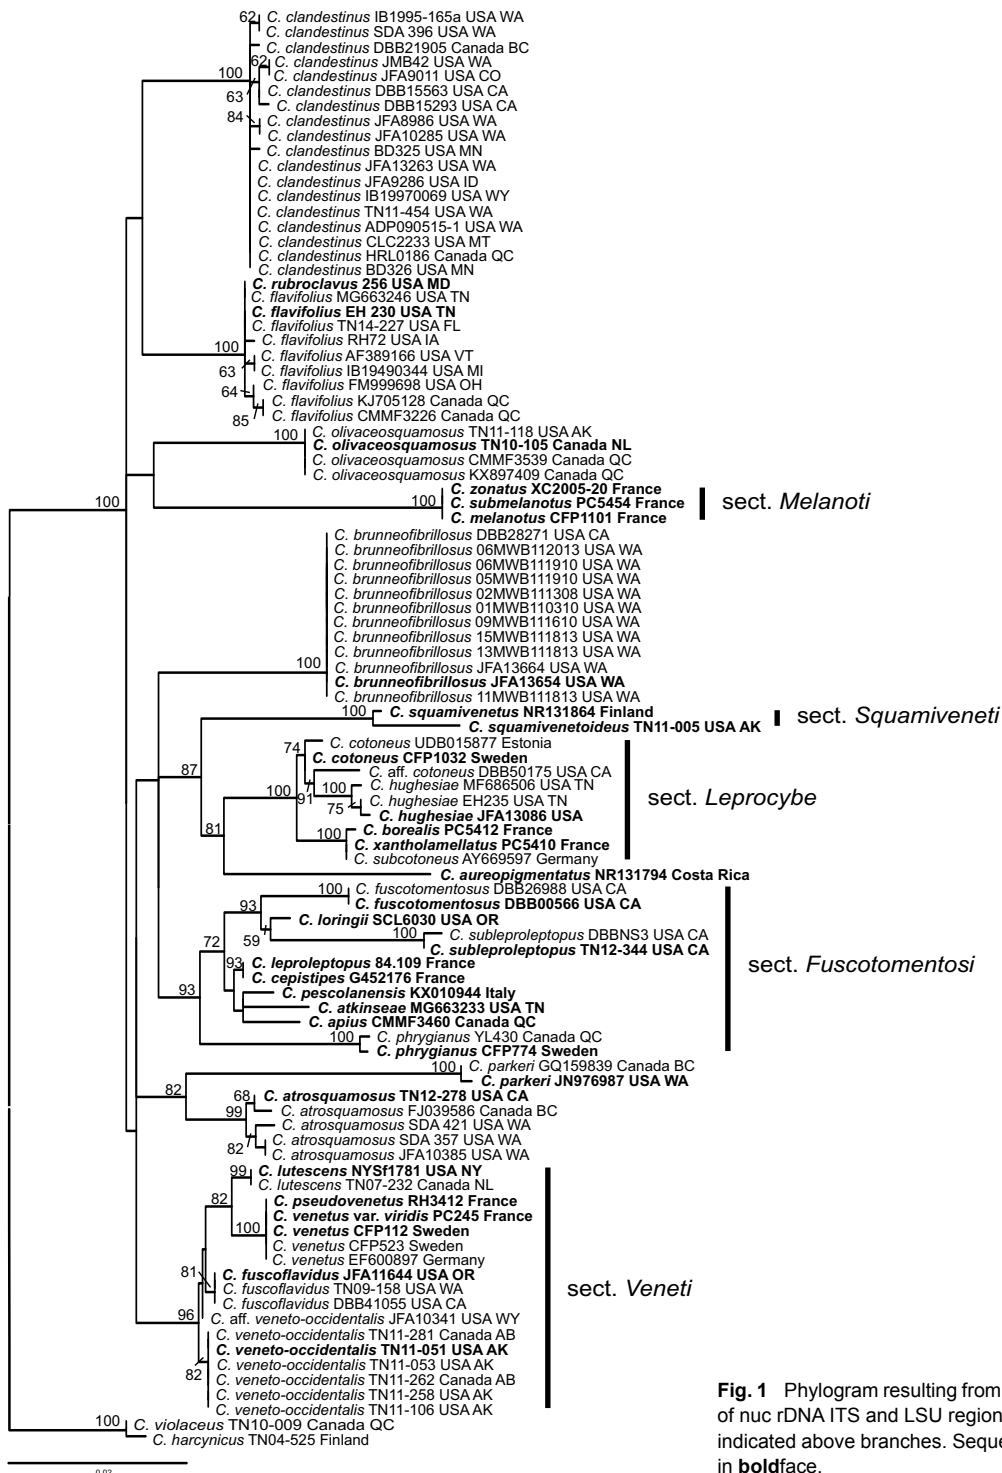 62
C. clandestinus IB1995-165a USA WA
C. clandestinus SDA 396 USA WA
C. clandestinus DBB21905 Canada BC
62
C. clandestinus JMB42 USA WA
100
C. clandestinus JFA9011 USA CO
C. clandestinus DBB15563 USA CA
63
C. clandestinus DBB15293 USA CA
84
C. clandestinus JFA8986 USA WA
C. clandestinus JFA10285 USA WA
C. clandestinus BD325 USA MN
C. clandestinus JFA13263 USA WA
C. clandestinus JFA9286 USA ID
C. clandestinus IB19970069 USA WY
C. clandestinus TN11-454 USA WA
C. clandestinus ADP090515-1 USA WA
C. clandestinus CLC2233 USA MT
C. clandestinus HRL0186 Canada QC
C. clandestinus BD326 USA MN
C. rubroclavus 256 USA MD
C. flavifolius MG663246 USA TN
C. flavifolius EH 230 USA TN
C. flavifolius TN14-227 USA FL
C. flavifolius RH72 USA IA
100
C. flavifolius AF389166 USA VT
63
C. flavifolius IB19490344 USA MI
64
C. flavifolius FM999698 USA OH
C. flavifolius KJ705128 Canada QC
85
C. flavifolius CMMF3226 Canada QC
C. olivaceosquamosus TN11-118 USA AK
100
C. olivaceosquamosus TN10-105 Canada NL
C. olivaceosquamosus CMMF3539 Canada QC
C. olivaceosquamosus KX897409 Canada QC
100
C. zonatus XC2005-20 France
100
C. submelanotus PC5454 France
sect. Melanoti
C. melanotus CFP1101 France
C. brunneofibrillosus DBB28271 USA CA
C. brunneofibrillosus 06MWB112013 USA WA
C. brunneofibrillosus 06MWB111910 USA WA
C. brunneofibrillosus 05MWB111910 USA WA
C. brunneofibrillosus 02MWB111308 USA WA
C. brunneofibrillosus 01MWB110310 USA WA
C. brunneofibrillosus 09MWB111610 USA WA
C. brunneofibrillosus 15MWB111813 USA WA
C. brunneofibrillosus 13MWB111813 USA WA
100
C. brunneofibrillosus JFA13664 USA WA
C. brunneofibrillosus JFA13654 USA WA
C. brunneofibrillosus 11MWB111813 USA WA
100
C. squamivenetus NR131864 Finland
sect. Squamiveneti
C. squamivenetoideus TN11-005 USA AK
74
C. cotoneus UDB015877 Estonia
C. cotoneus CFP1032 Sweden
87
C. aff. cotoneus DBB50175 USA CA
100
91
100
C. hughesiae MF686506 USA TN
sect. Leprocybe
75
C. hughesiae EH235 USA TN
C. hughesiae JFA13086 USA
81
100
C. borealis PC5412 France
C. xantholamellatus PC5410 France
C. subcotoneus AY669597 Germany
C. aureopigmentatus NR131794 Costa Rica
100
C. fuscotomentosus DBB26988 USA CA
93
C. fuscotomentosus DBB00566 USA CA
C. loringii SCL6030 USA OR
72
59
100
C. subleproleptopus DBBNS3 USA CA
C. subleproleptopus TN12-344 USA CA
93
C. leproleptopus 84.109 France
sect. Fuscotomentosi
C. cepistipes G452176 France
93
C. pescolanensis KX010944 Italy
C. atkinseae MG663233 USA TN
C. apius CMMF3460 Canada QC
100
C. phrygianus YL430 Canada QC
C. phrygianus CFP774 Sweden
100
C. parkeri GQ159839 Canada BC
C. parkeri JN976987 USA WA
82
68
C. atrosquamosus TN12-278 USA CA
99
C. atrosquamosus FJ039586 Canada BC
C. atrosquamosus SDA 421 USA WA
C. atrosquamosus SDA 357 USA WA
82
C. atrosquamosus JFA10385 USA WA
99
C. lutescens NYSf1781 USA NY
C. lutescens TN07-232 Canada NL
82
C. pseudovenetus RH3412 France
C. venetus var. viridis PC245 France
100
C. venetus CFP112 Sweden
C. venetus CFP523 Sweden
C. venetus EF600897 Germany
81
C. fuscoflavidus JFA11644 USA OR
C. fuscoflavidus TN09-158 USA WA
sect. Veneti
C. fuscoflavidus DBB41055 USA CA
96
C. aff. veneto-occidentalis JFA10341 USA WY
C. veneto-occidentalis TN11-281 Canada AB
C. veneto-occidentalis TN11-051 USA AK
C. veneto-occidentalis TN11-053 USA AK
82
C. veneto-occidentalis TN11-262 Canada AB
C. veneto-occidentalis TN11-258 USA AK
C. veneto-occidentalis TN11-106 USA AK
100
C. violaceus TN10-009 Canada QC
C. harcynicus TN04-525 Finland
0.02
Fig. 1 Phylogram resulting from
of nuc rDNA ITS and LSU region
indicated above branches. Seque
in boldface.